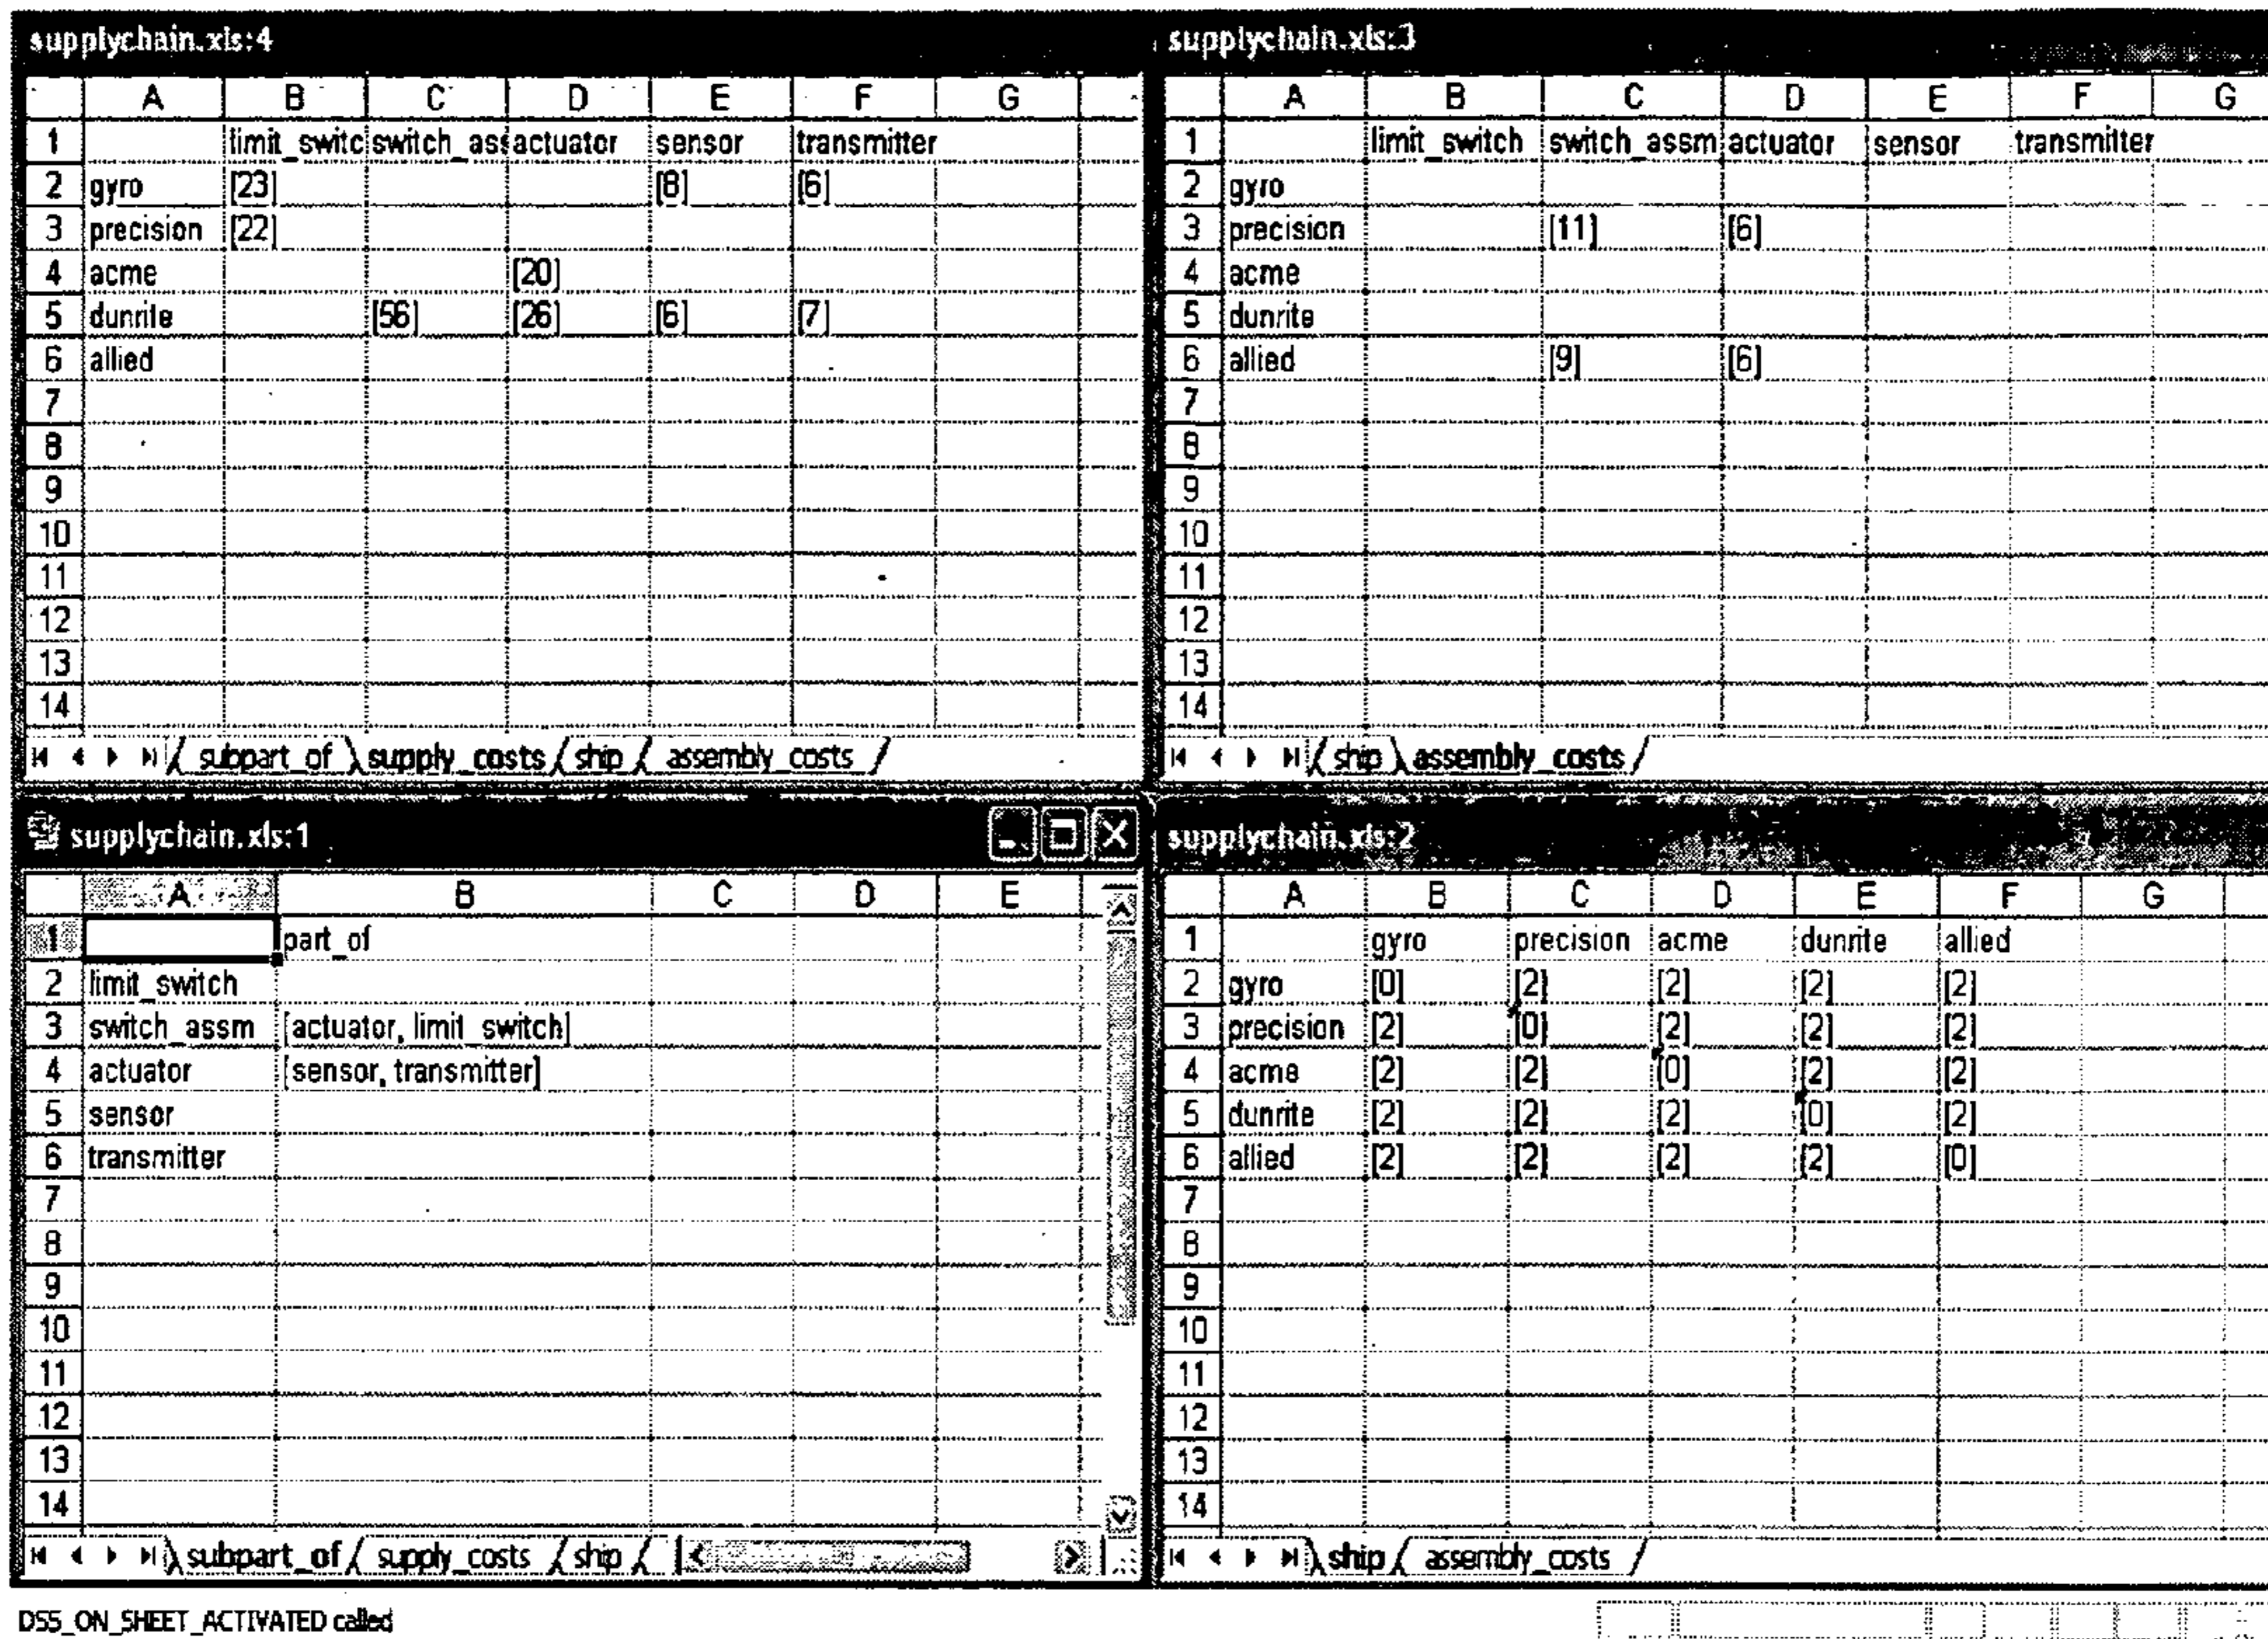 supplychain.xls:4
A B C D E F G
1 limit_switc switch_ass actuator sensor transmitter
2 gyro [23] [8] [6]
3 precision [22]
4 acme [20]
5 dunrite [56] [26] [6] [7]
6 allied
7
8
9
10
11
12
13
14
subpart_of supply_costs ship assembly_costs
supplychain.xls:3
A B C D E F G
1 limit_switch switch_assm actuator sensor transmitter
2 gyro
3 precision [11] [6]
4 acme
5 dunrite
6 allied [9] [6]
7
8
9
10
11
12
13
14
ship assembly_costs
supplychain.xls:1
A B C D E
1 part_of
2 limit_switch
3 switch_assm [actuator, limit_switch]
4 actuator [sensor, transmitter]
5 sensor
6 transmitter
7
8
9
10
11
12
13
14
subpart_of supply_costs ship
supplychain.xls:2
A B C D E F G
1 gyro precision acme dunrite allied
2 gyro [0] [2] [2] [2] [2]
3 precision [2] [0] [2] [2] [2]
4 acme [2] [2] [0] [2] [2]
5 dunrite [2] [2] [2] [0] [2]
6 allied [2] [2] [2] [2] [0]
7
8
9
10
11
12
13
14
ship assembly_costs
DSS_ON_SHEET_ACTIVATED called